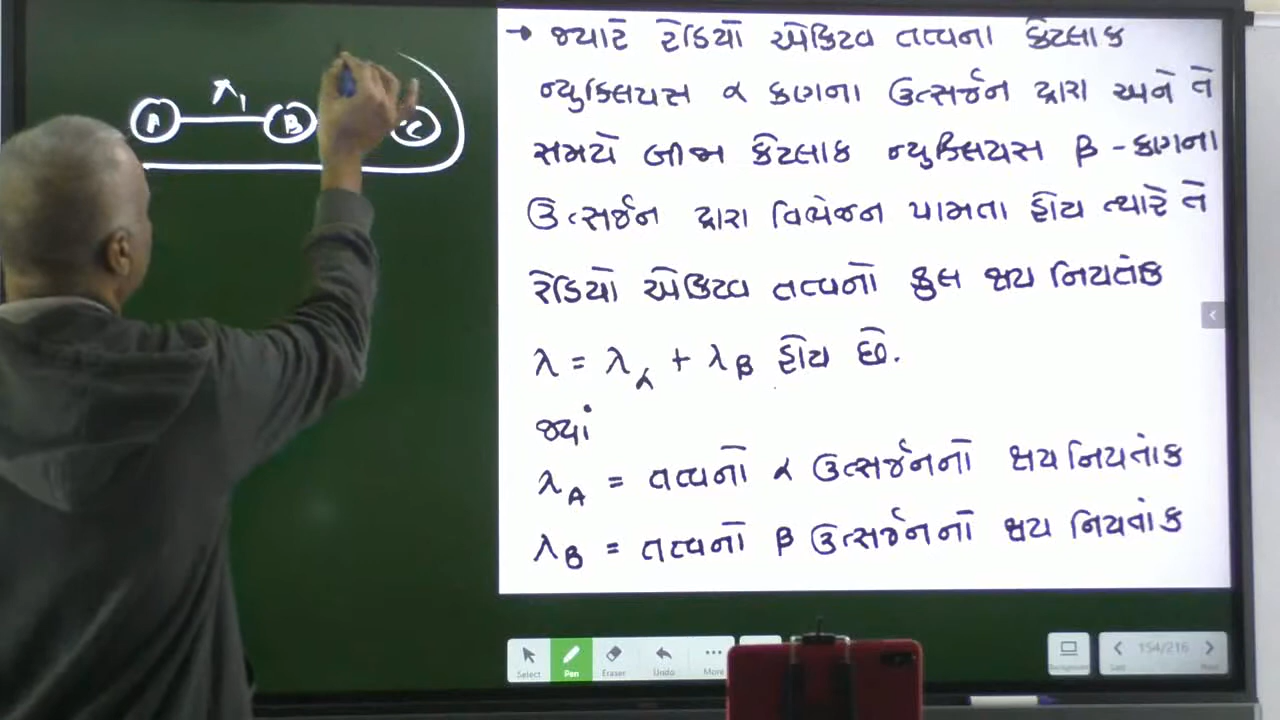 λ1
A B C
→ જ્યારે રેડિયો એક્ટિવ તત્વના કેટલાક
ન્યુક્લિયસ α કણના ઉત્સર્જન દ્વારા અને તે
સમયે બીજા કેટલાક ન્યુક્લિયસ β - કણના
ઉત્સર્જન દ્વારા વિભેજન પામતા હોય ત્યારે તે
રેડિયો એક્ટિવ તત્વનો કુલ ક્ષય નિયતાંક
λ = λα + λβ હોય છે.
જ્યાં
λA = તત્વનો α ઉત્સર્જનનો ક્ષય નિયતાંક
λB = તત્વનો β ઉત્સર્જનનો ક્ષય નિયતાંક
Select Pen Eraser Undo More 154/216